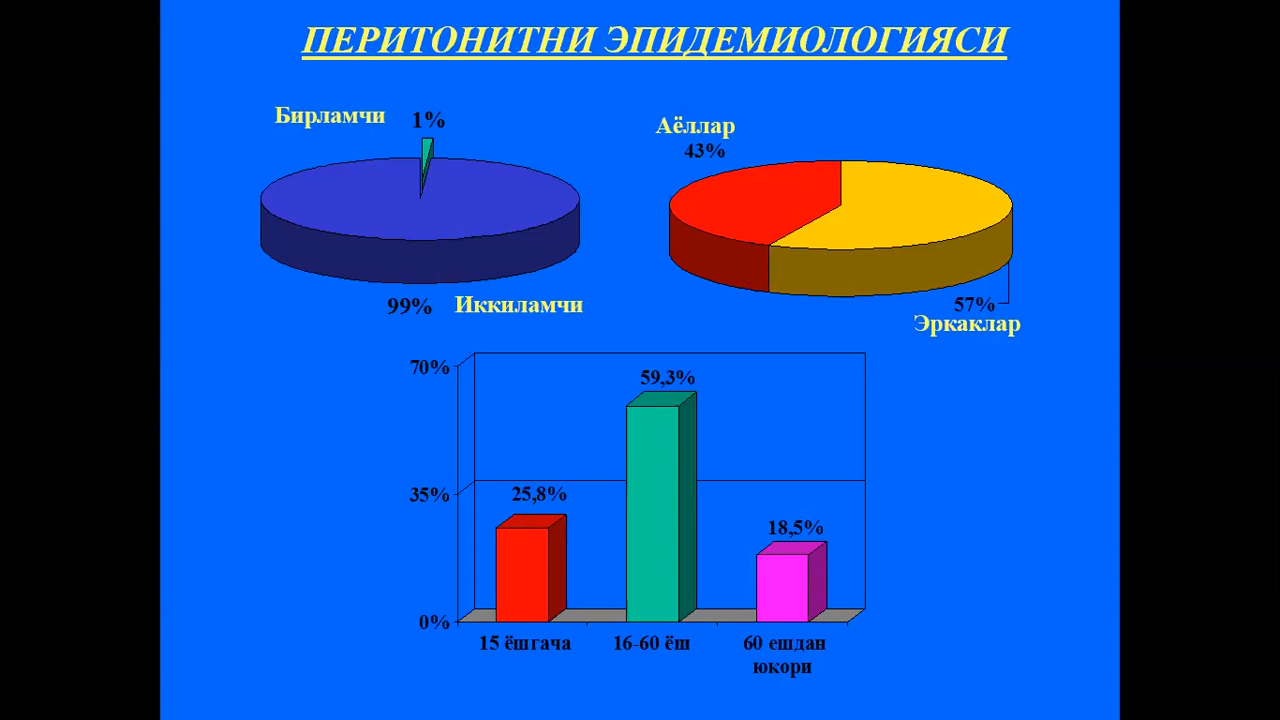 ПЕРИТОНИТНИ ЭПИДЕМИОЛОГИЯСИ
Бирламчи 1%
99% Иккиламчи
Аёллар
43%
57%
Эркаклар
70%
35%
0%
25,8%
59,3%
18,5%
15 ёшгача
16-60 ёш
60 ешдан
юкори